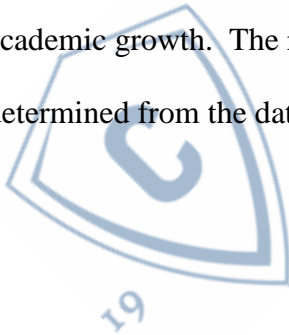 cademic growth. The
etermined from the dat
C
19